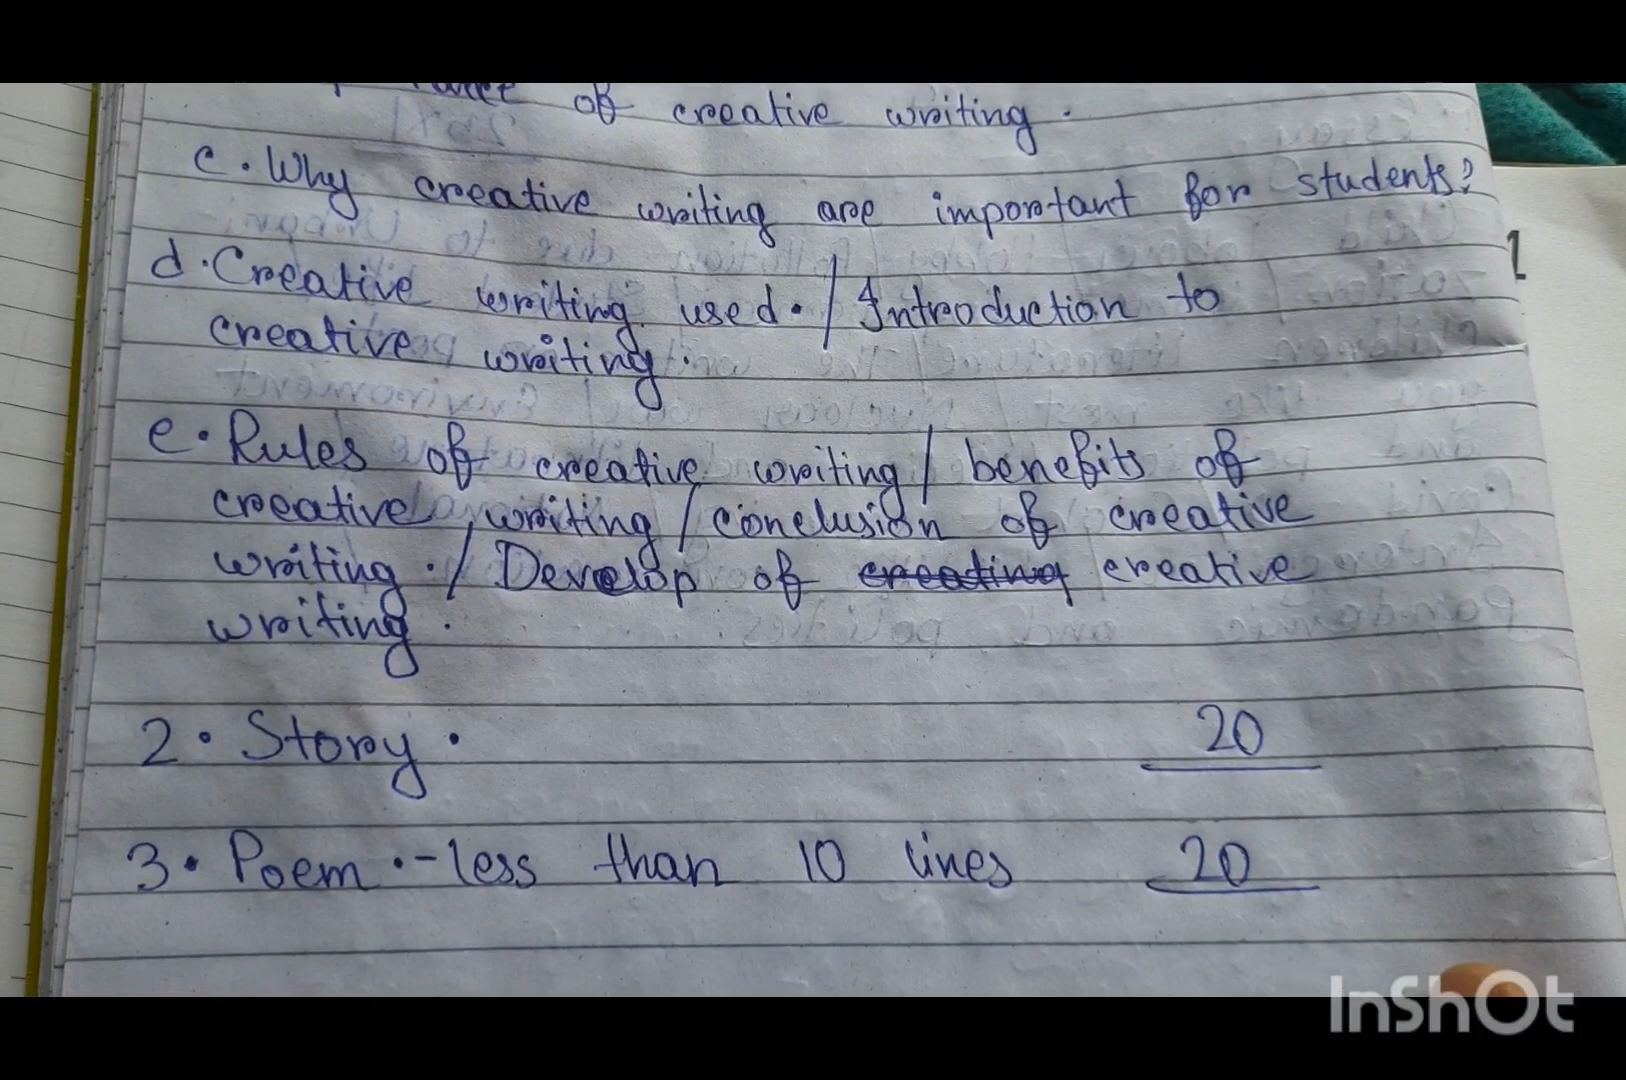 of creative writing.
c. Why creative writing are important for students?
d. Creative writing used. / Introduction to
creative writing.
e. Rules of creative writing / benefits of
creative writing / conclusion of creative
writing. / Develop of creating creative
writing.
2. Story. 20
3. Poem. - less than 10 lines 20
InShOt